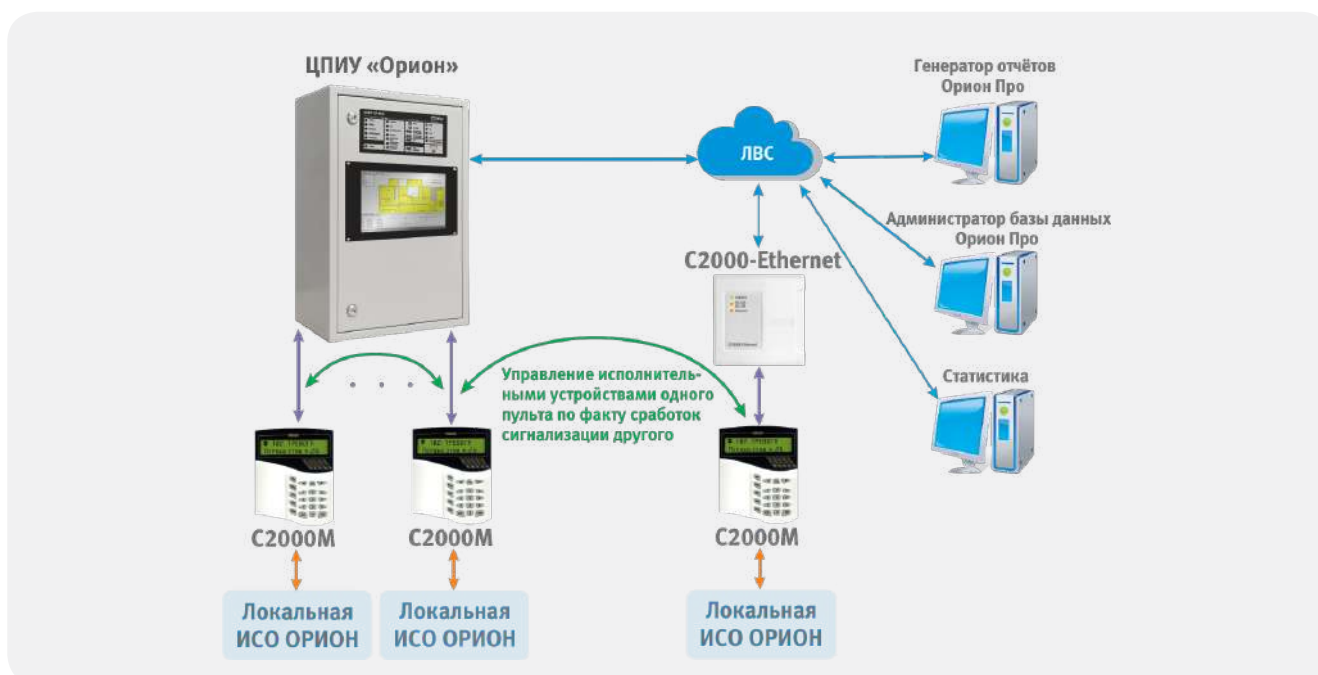 ЦПИУ «Орион»
Генератор отчётов
Орион Про
ЛВС
Администратор базы данных
Орион Про
С2000-Ethernet
Управление исполнитель-
ными устройствами одного
пульта по факту сработок
сигнализации другого
Статистика
С2000М
С2000М
С2000М
Локальная
ИСО ОРИОН
Локальная
ИСО ОРИОН
Локальная
ИСО ОРИОН